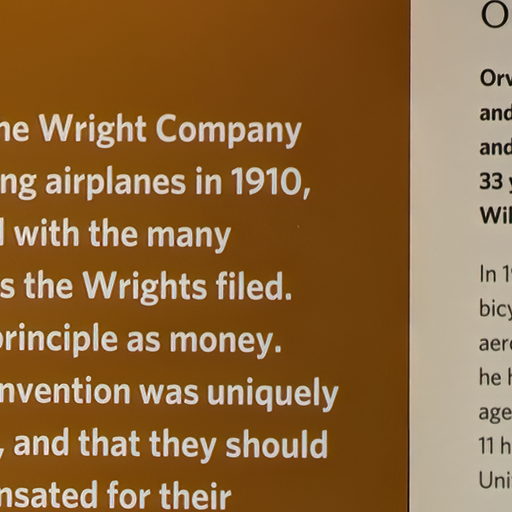 he Wright Company
ng airplanes in 1910,
with the many
s the Wrights filed.
principle as money.
nvention was uniquely
, and that they should
nsated for their
O
Orv
and
and
33 y
Wil
In 1
bicy
aero
he h
age
11 h
Uni